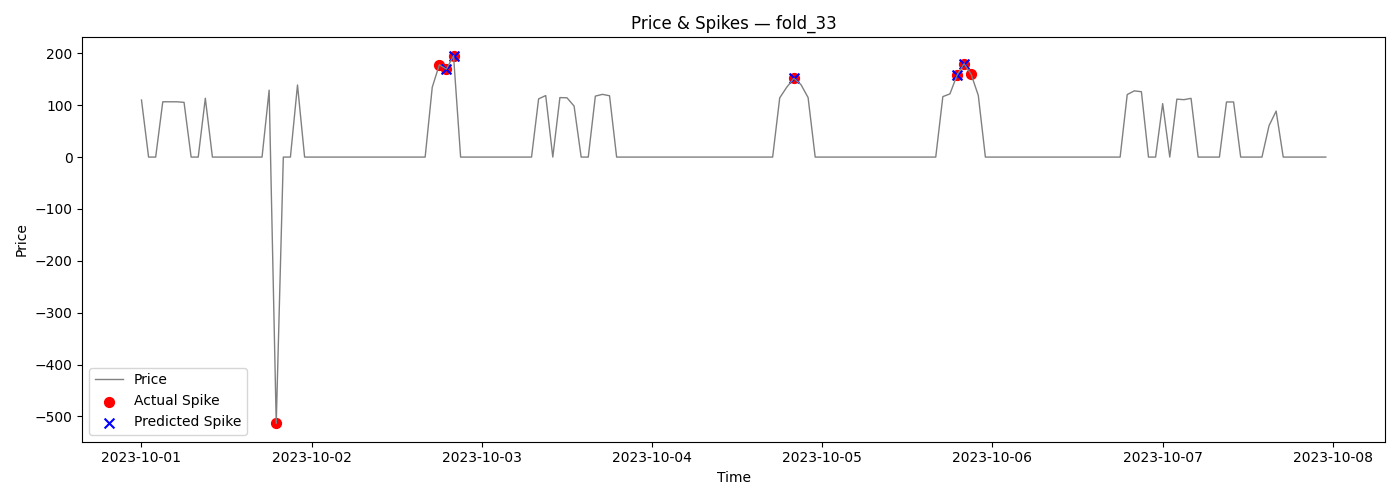 Price & Spikes — fold_33
200
100
0
−100
−200
−300
−400
−500
Price
Price
Actual Spike
Predicted Spike
2023-10-01
2023-10-02
2023-10-03
2023-10-04
2023-10-05
2023-10-06
2023-10-07
2023-10-08
Time